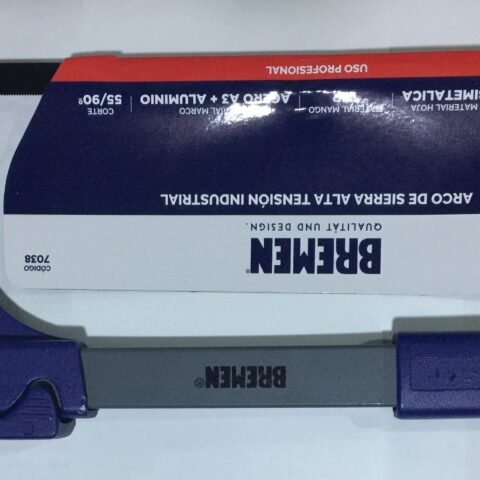 BREMEN®
BREMEN®
QUALITÄT UND DESIGN.
CÓDIGO
7038
ARCO DE SIERRA ALTA TENSIÓN INDUSTRIAL
MATERIAL HOJA
BIMETALICA
MATERIAL MANGO
MATERIAL MARCO
ACERO A3 + ALUMINIO
CORTE
55/90º
USO PROFESIONAL